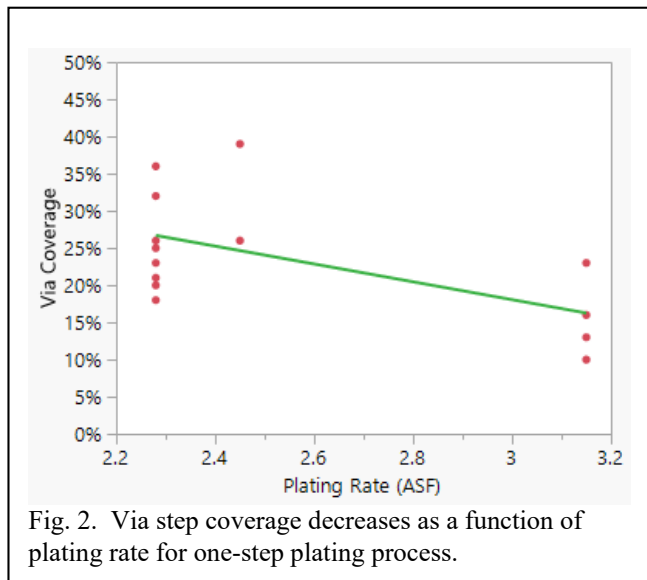 50%
45%
40%
35%
30%
25%
20%
15%
10%
5%
0%
Via Coverage
2.2 2.4 2.6 2.8 3 3.2
Plating Rate (ASF)
Fig. 2. Via step coverage decreases as a function of
plating rate for one-step plating process.